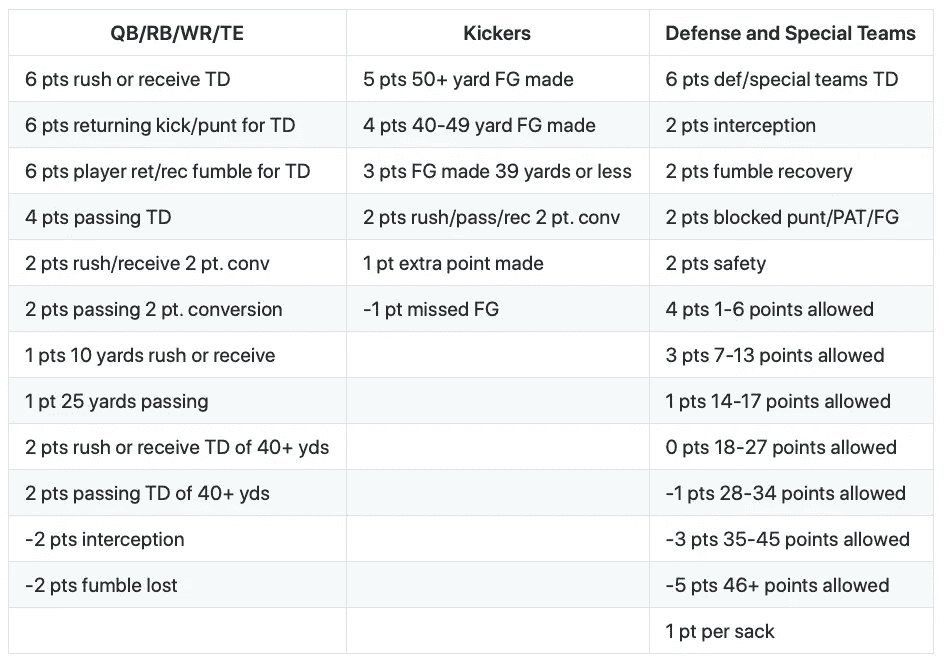 QB/RB/WR/TE Kickers Defense and Special Teams
6 pts rush or receive TD 5 pts 50+ yard FG made 6 pts def/special teams TD
6 pts returning kick/punt for TD 4 pts 40-49 yard FG made 2 pts interception
6 pts player ret/rec fumble for TD 3 pts FG made 39 yards or less 2 pts fumble recovery
4 pts passing TD 2 pts rush/pass/rec 2 pt. conv 2 pts blocked punt/PAT/FG
2 pts rush/receive 2 pt. conv 1 pt extra point made 2 pts safety
2 pts passing 2 pt. conversion -1 pt missed FG 4 pts 1-6 points allowed
1 pts 10 yards rush or receive 3 pts 7-13 points allowed
1 pt 25 yards passing 1 pts 14-17 points allowed
2 pts rush or receive TD of 40+ yds 0 pts 18-27 points allowed
2 pts passing TD of 40+ yds -1 pts 28-34 points allowed
-2 pts interception -3 pts 35-45 points allowed
-2 pts fumble lost -5 pts 46+ points allowed
1 pt per sack